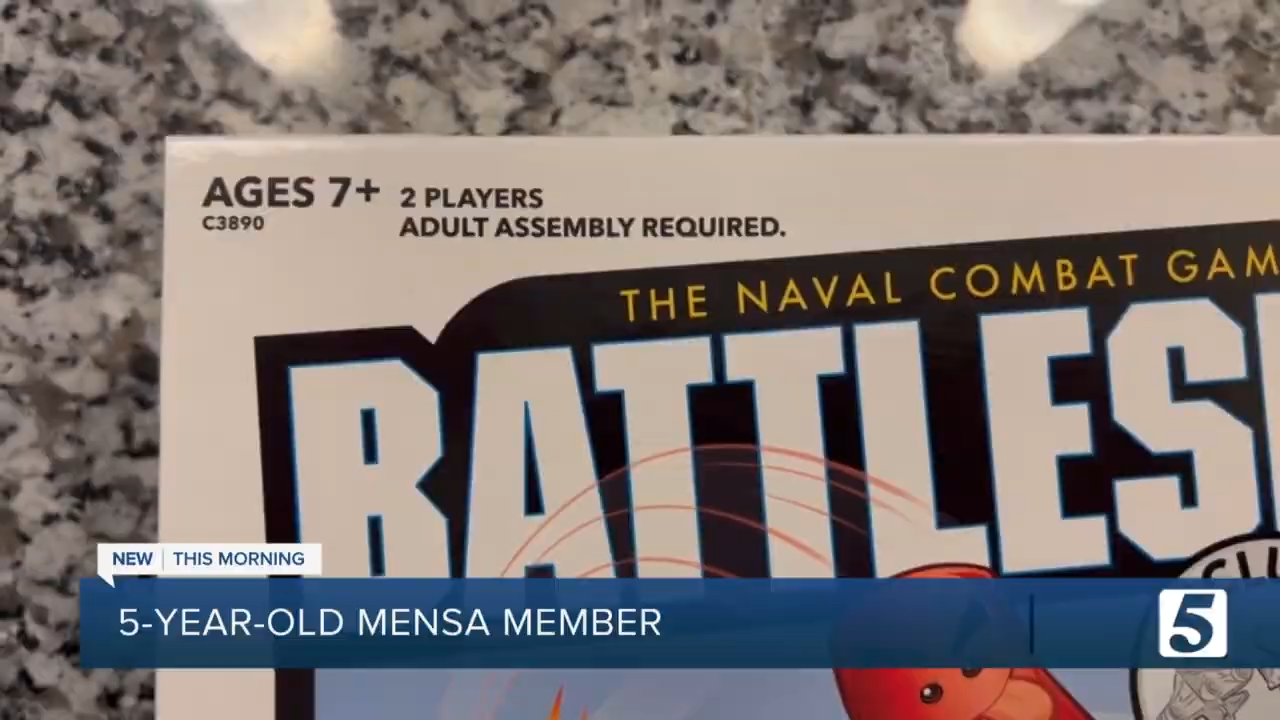 AGES 7+
C3890
2 PLAYERS
ADULT ASSEMBLY REQUIRED.
THE NAVAL COMBAT GAM
BATTLES
NEW | THIS MORNING
5-YEAR-OLD MENSA MEMBER
5